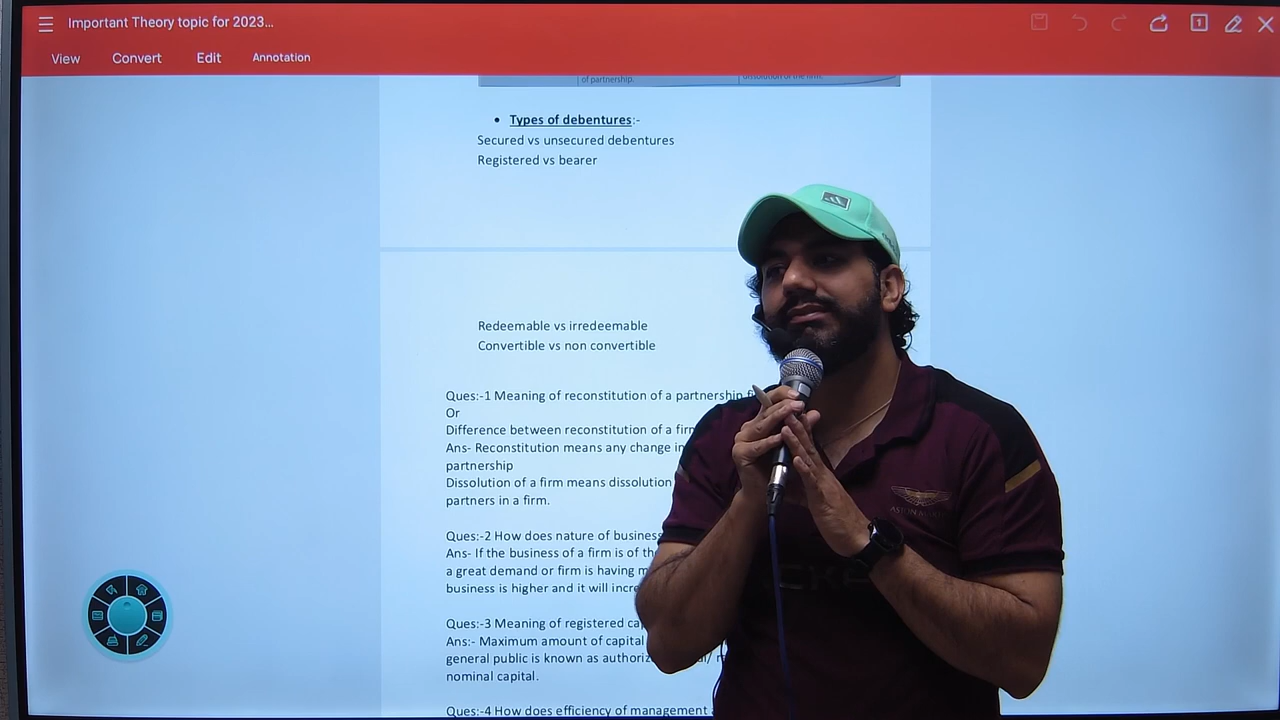 Important Theory topic for 2023...
1
View Convert Edit Annotation
of partnership. dissolution of the firm.
• Types of debentures:-
Secured vs unsecured debentures
Registered vs bearer
Redeemable vs irredeemable
Convertible vs non convertible
Ques:-1 Meaning of reconstitution of a partnership
Or
Difference between reconstitution of a firm
Ans- Reconstitution means any change in
partnership
Dissolution of a firm means dissolution
partners in a firm.
Ques:-2 How does nature of business
Ans- If the business of a firm is of the
a great demand or firm is having
business is higher and it will
Ques:-3 Meaning of registered
Ans:- Maximum amount of capital
general public is known as
nominal capital.
Ques:-4 How does efficiency of management
ASTON MARTIN